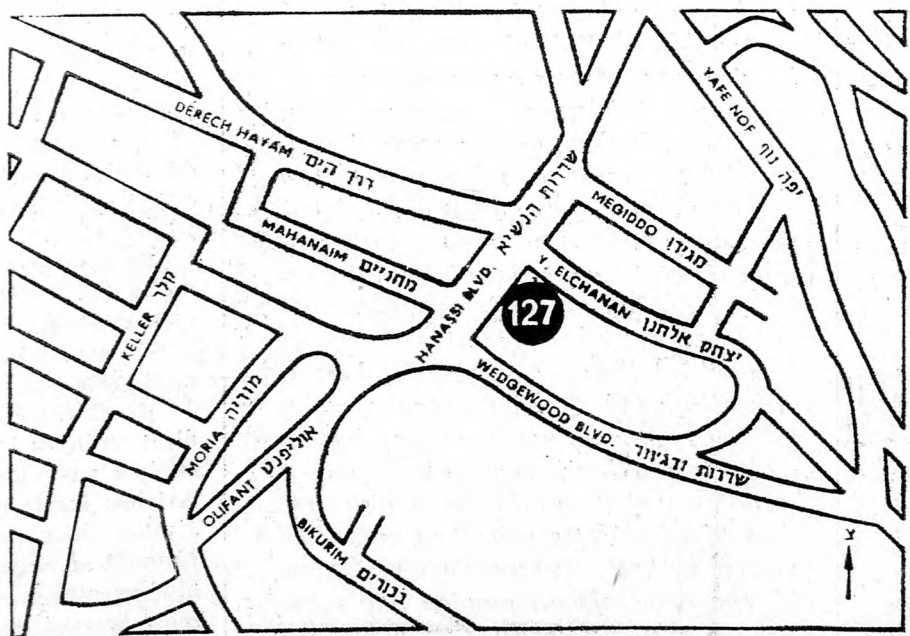 YAFE NOF יפה נוף
DERECH HAYAM דרך הים
HANASSI BLVD. שדרות הנשיא
MEGIDDO מגידו
MAHANAIM מחניים
Y. ELCHANAN יצחק אלחנן
127
KELLER קלר
WEDGEWOOD BLVD. שדרות ודג'ווד
MORIA מוריה
OLIFANT אוליפנט
BIKURIM בכורים